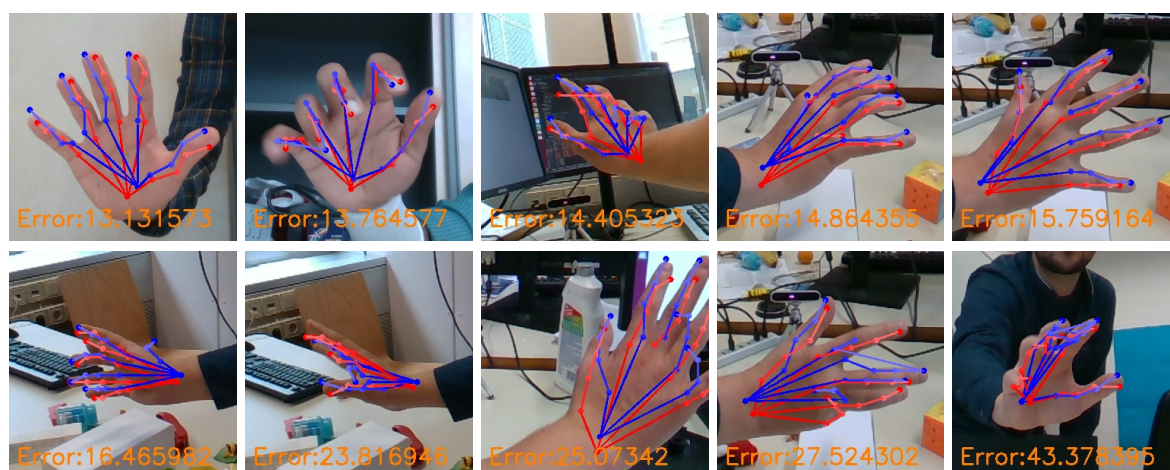 Error:13.131573
Error:13.764577
Error:14.405323
Error:14.864355
Error:15.759164
Error:16.465982
Error:23.816946
Error:25.07342
Error:27.524302
Error:43.378395